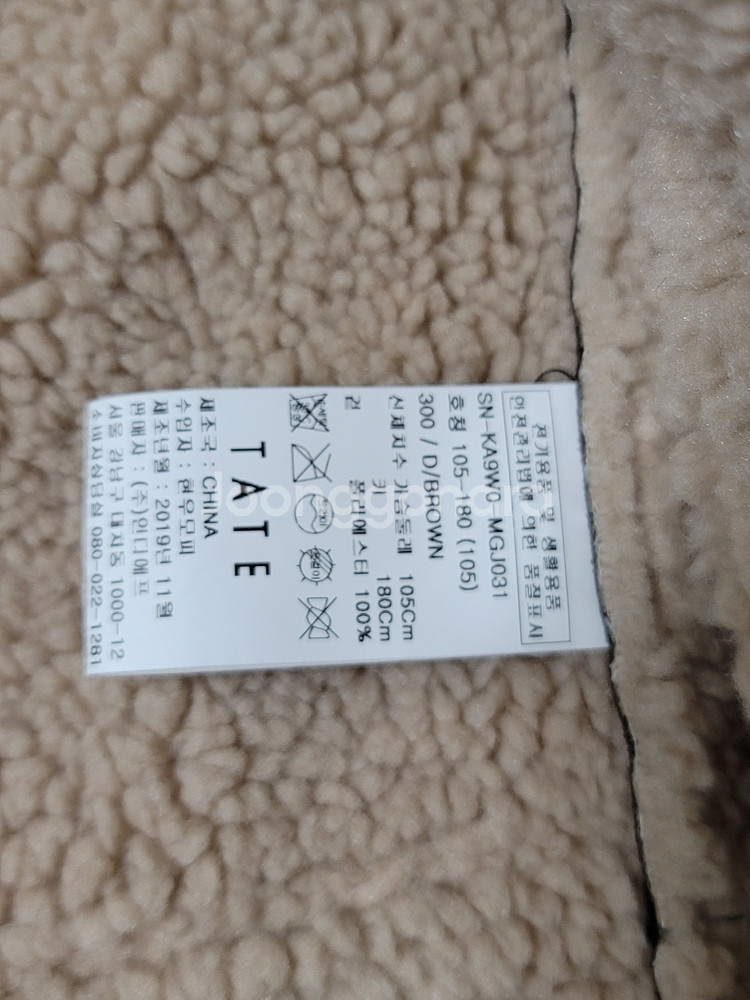 전기용품 및 생활용품
안전관리법에 의한 품질표시
SN-KA9W0 MGJ031
호칭 105 180 (105)
300 / D/BROWN
신체치수 가슴둘레 105Cm
키 180Cm
겉 폴리에스터 100%
TATE
제조국 : CHINA
수입자 : 현우모피
제조년월 : 2019년 11월
판매자 : (주)인디에프
서울 강남구 대치동 1000-12
소비자상담실 080-022-1281